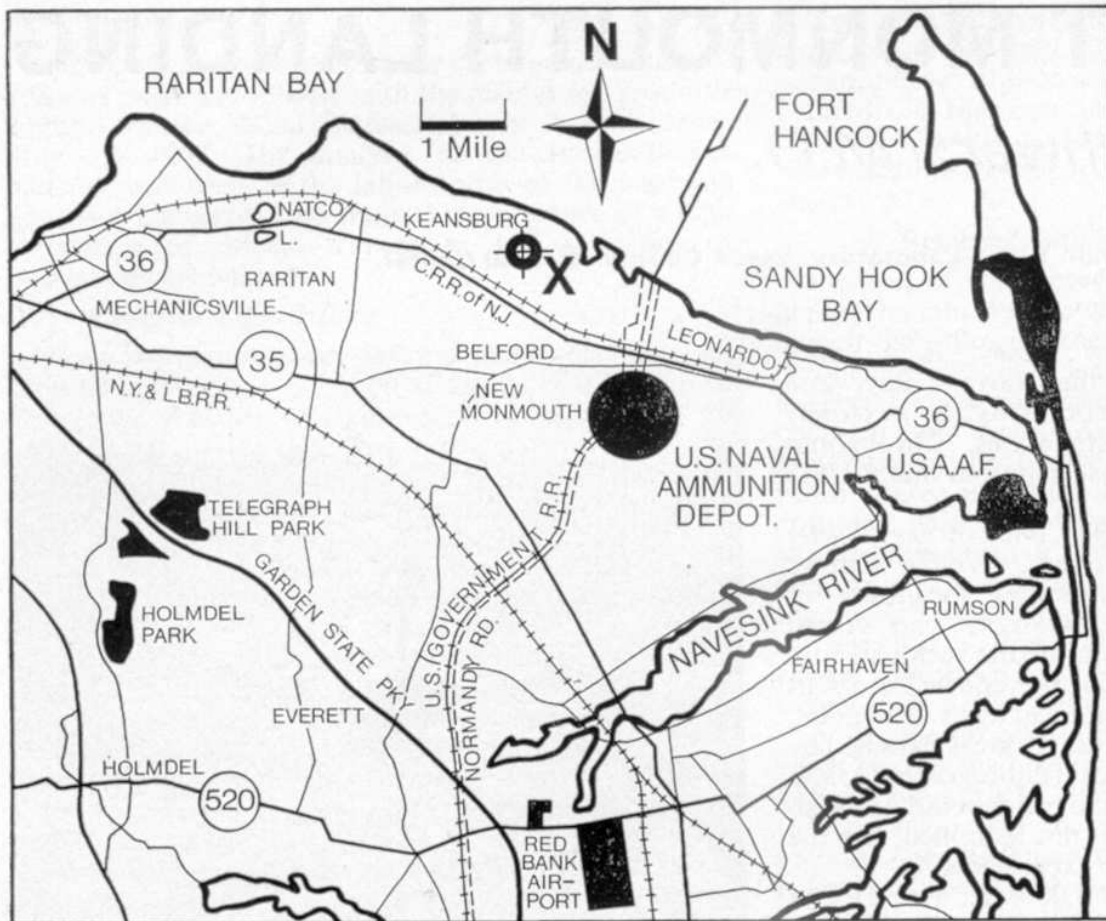 N
RARITAN BAY
1 Mile
FORT
HANCOCK
NATCO
L.
KEANSBURG
X
36
RARITAN
C.R.R. of N.J.
SANDY HOOK
BAY
MECHANICSVILLE
35
BELFORD
LEONARDO
N.Y. & L.B.R.R.
NEW
MONMOUTH
36
U.S. NAVAL
AMMUNITION
DEPOT.
U.S.A.A.F.
TELEGRAPH
HILL PARK
U.S. GOVERNMENT R.R.
NORMANDY RD.
GARDEN STATE PKY
HOLMDEL
PARK
NAVESINK RIVER
RUMSON
FAIRHAVEN
EVERETT
520
HOLMDEL
520
RED
BANK
AIR-
PORT